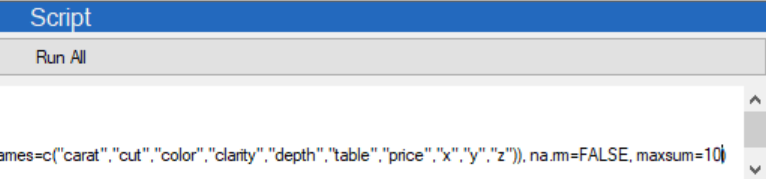 Script
Run All
ames=c("carat","cut","color","clarity","depth","table","price","x","y","z")), na.rm=FALSE, maxsum=10)